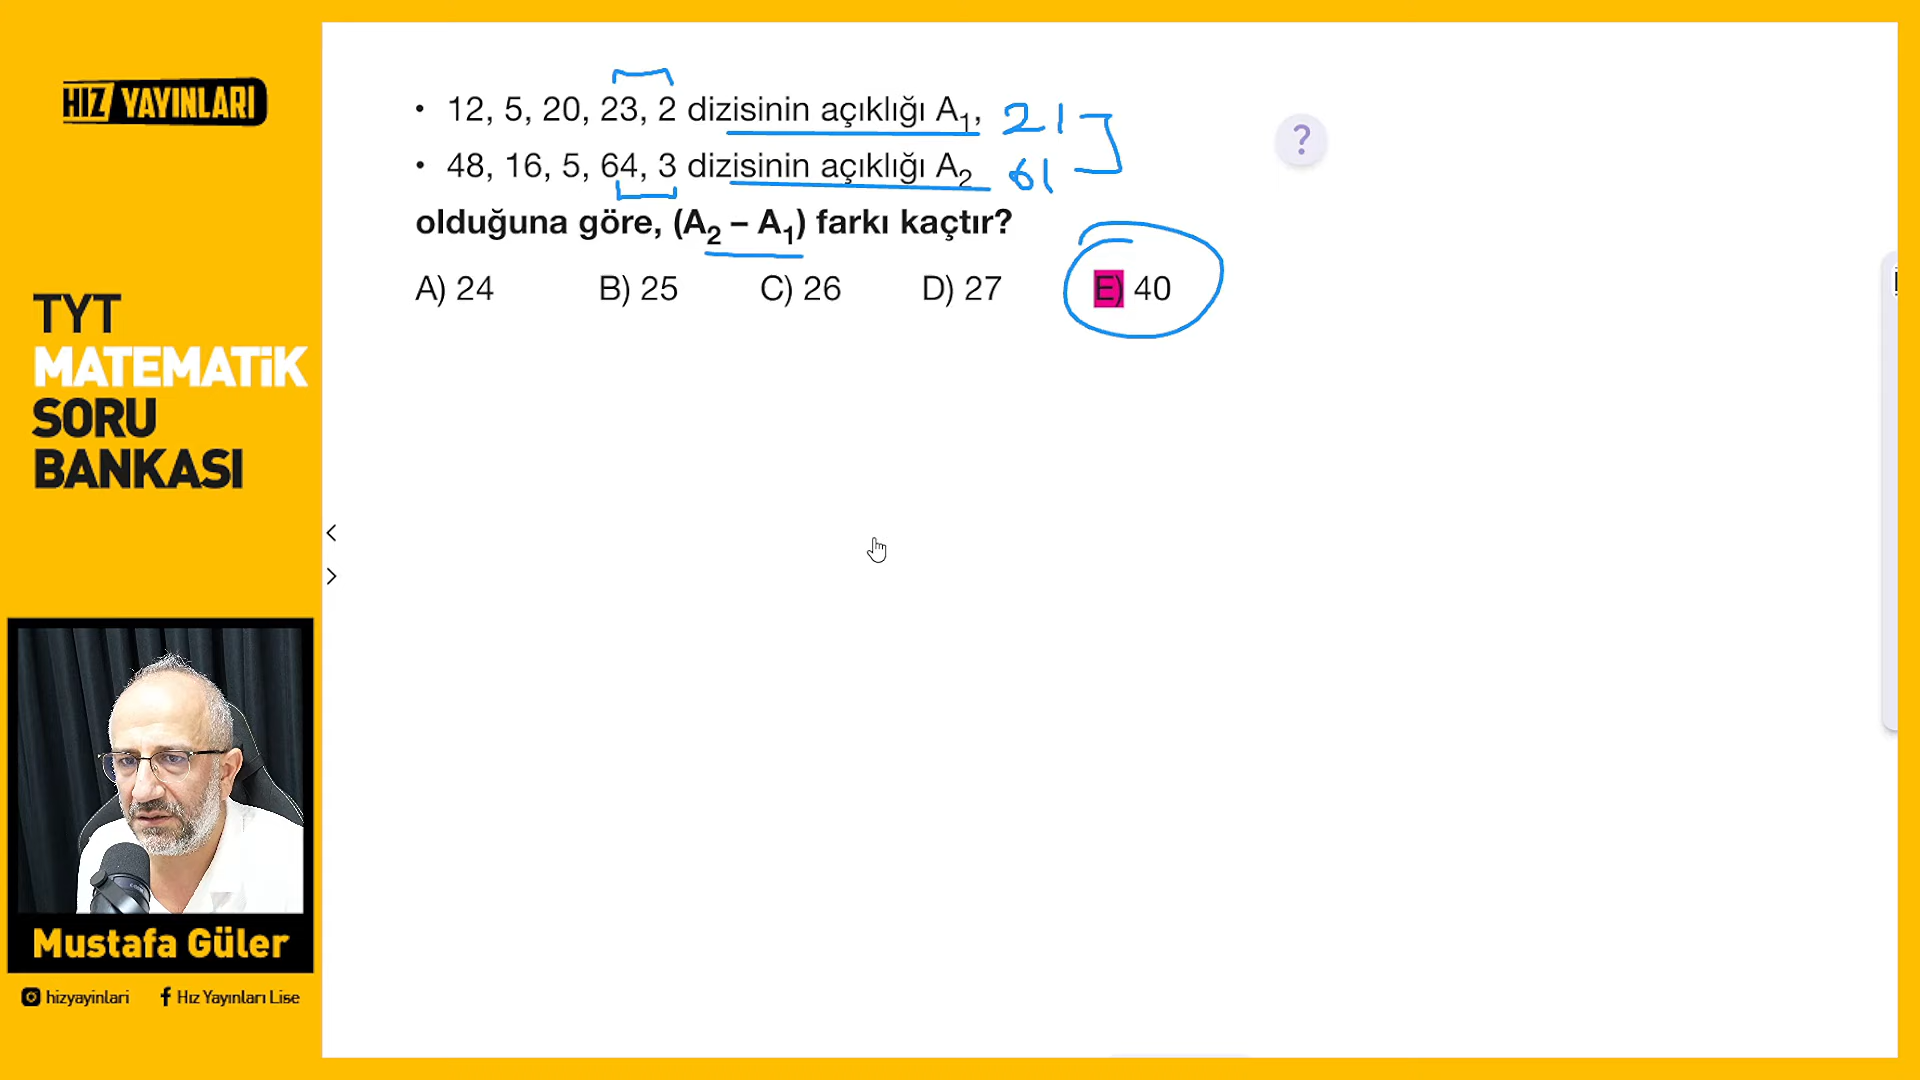 HIZ YAYINLARI
TYT
MATEMATİK
SORU
BANKASI
Mustafa Güler
hizyayinlari
Hız Yayınları Lise
• 12, 5, 20, 23, 2 dizisinin açıklığı A₁, 21
• 48, 16, 5, 64, 3 dizisinin açıklığı A₂ 61
olduğuna göre, (A₂ – A₁) farkı kaçtır?
A) 24 B) 25 C) 26 D) 27 E) 40
?